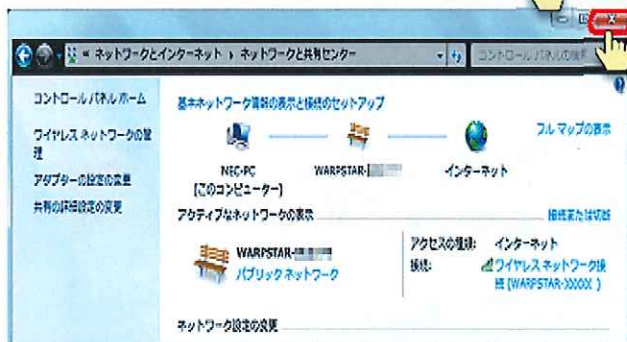 « ネットワークとインターネット ▸ ネットワークと共有センター
コントロール パネルの検索
コントロール パネル ホーム
ワイヤレス ネットワークの管
理
アダプターの設定の変更
共有の詳細設定の変更
基本ネットワーク情報の表示と接続のセットアップ
フル マップの表示
NEC-PC
(このコンピューター)
WARPSTAR-
インターネット
アクティブなネットワークの表示
接続または切断
WARPSTAR-
パブリック ネットワーク
アクセスの種類: インターネット
接続: ワイヤレス ネットワーク接
続 (WARPSTAR-XXXXX )
ネットワーク設定の変更